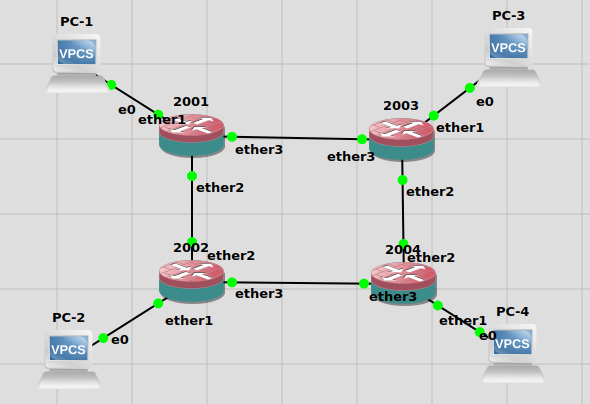 PC-1
PC-3
VPCS
VPCS
e0
e0
2001
2003
ether1
ether1
ether3
ether3
ether2
ether2
2002
2004
ether2
ether2
ether3
ether3
ether1
ether1
PC-2
PC-4
VPCS
VPCS
e0
e0